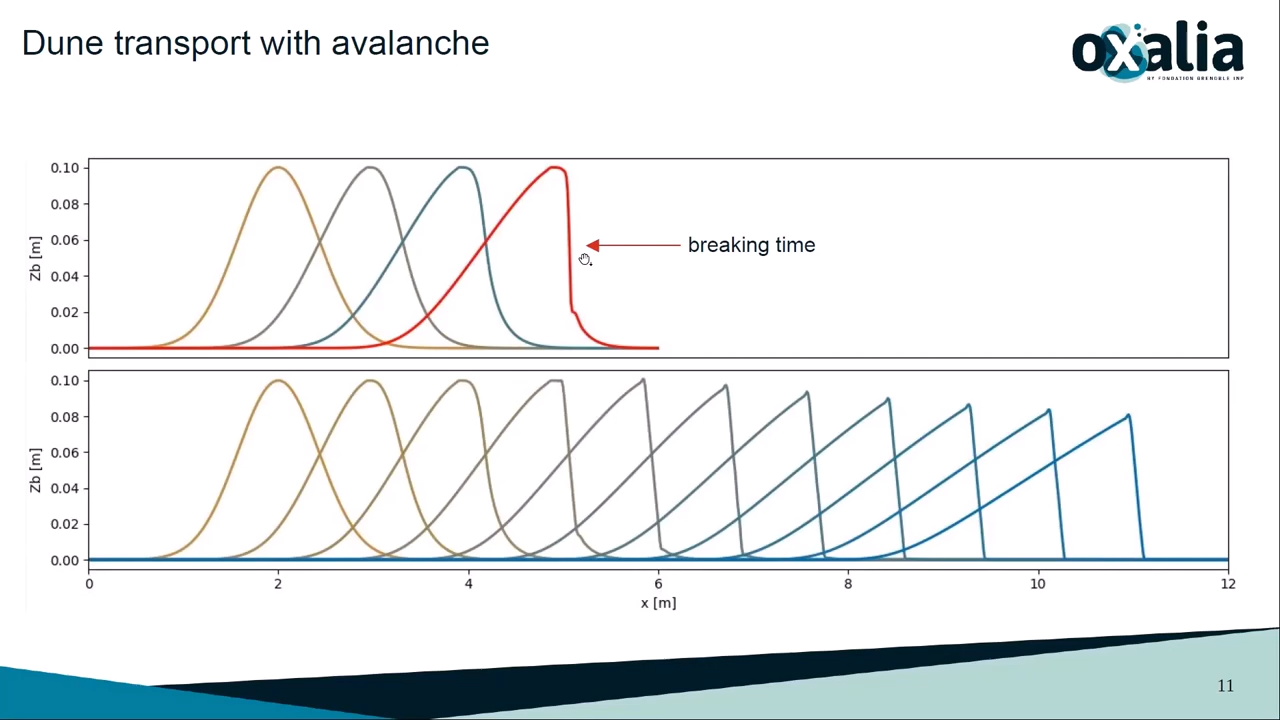 Dune transport with avalanche
oxalia
BY FONDATION GRENOBLE INP
0.10
0.08
0.06
0.04
0.02
0.00
Zb [m]
breaking time
0.10
0.08
0.06
0.04
0.02
0.00
Zb [m]
0 2 4 6 8 10 12
x [m]
11